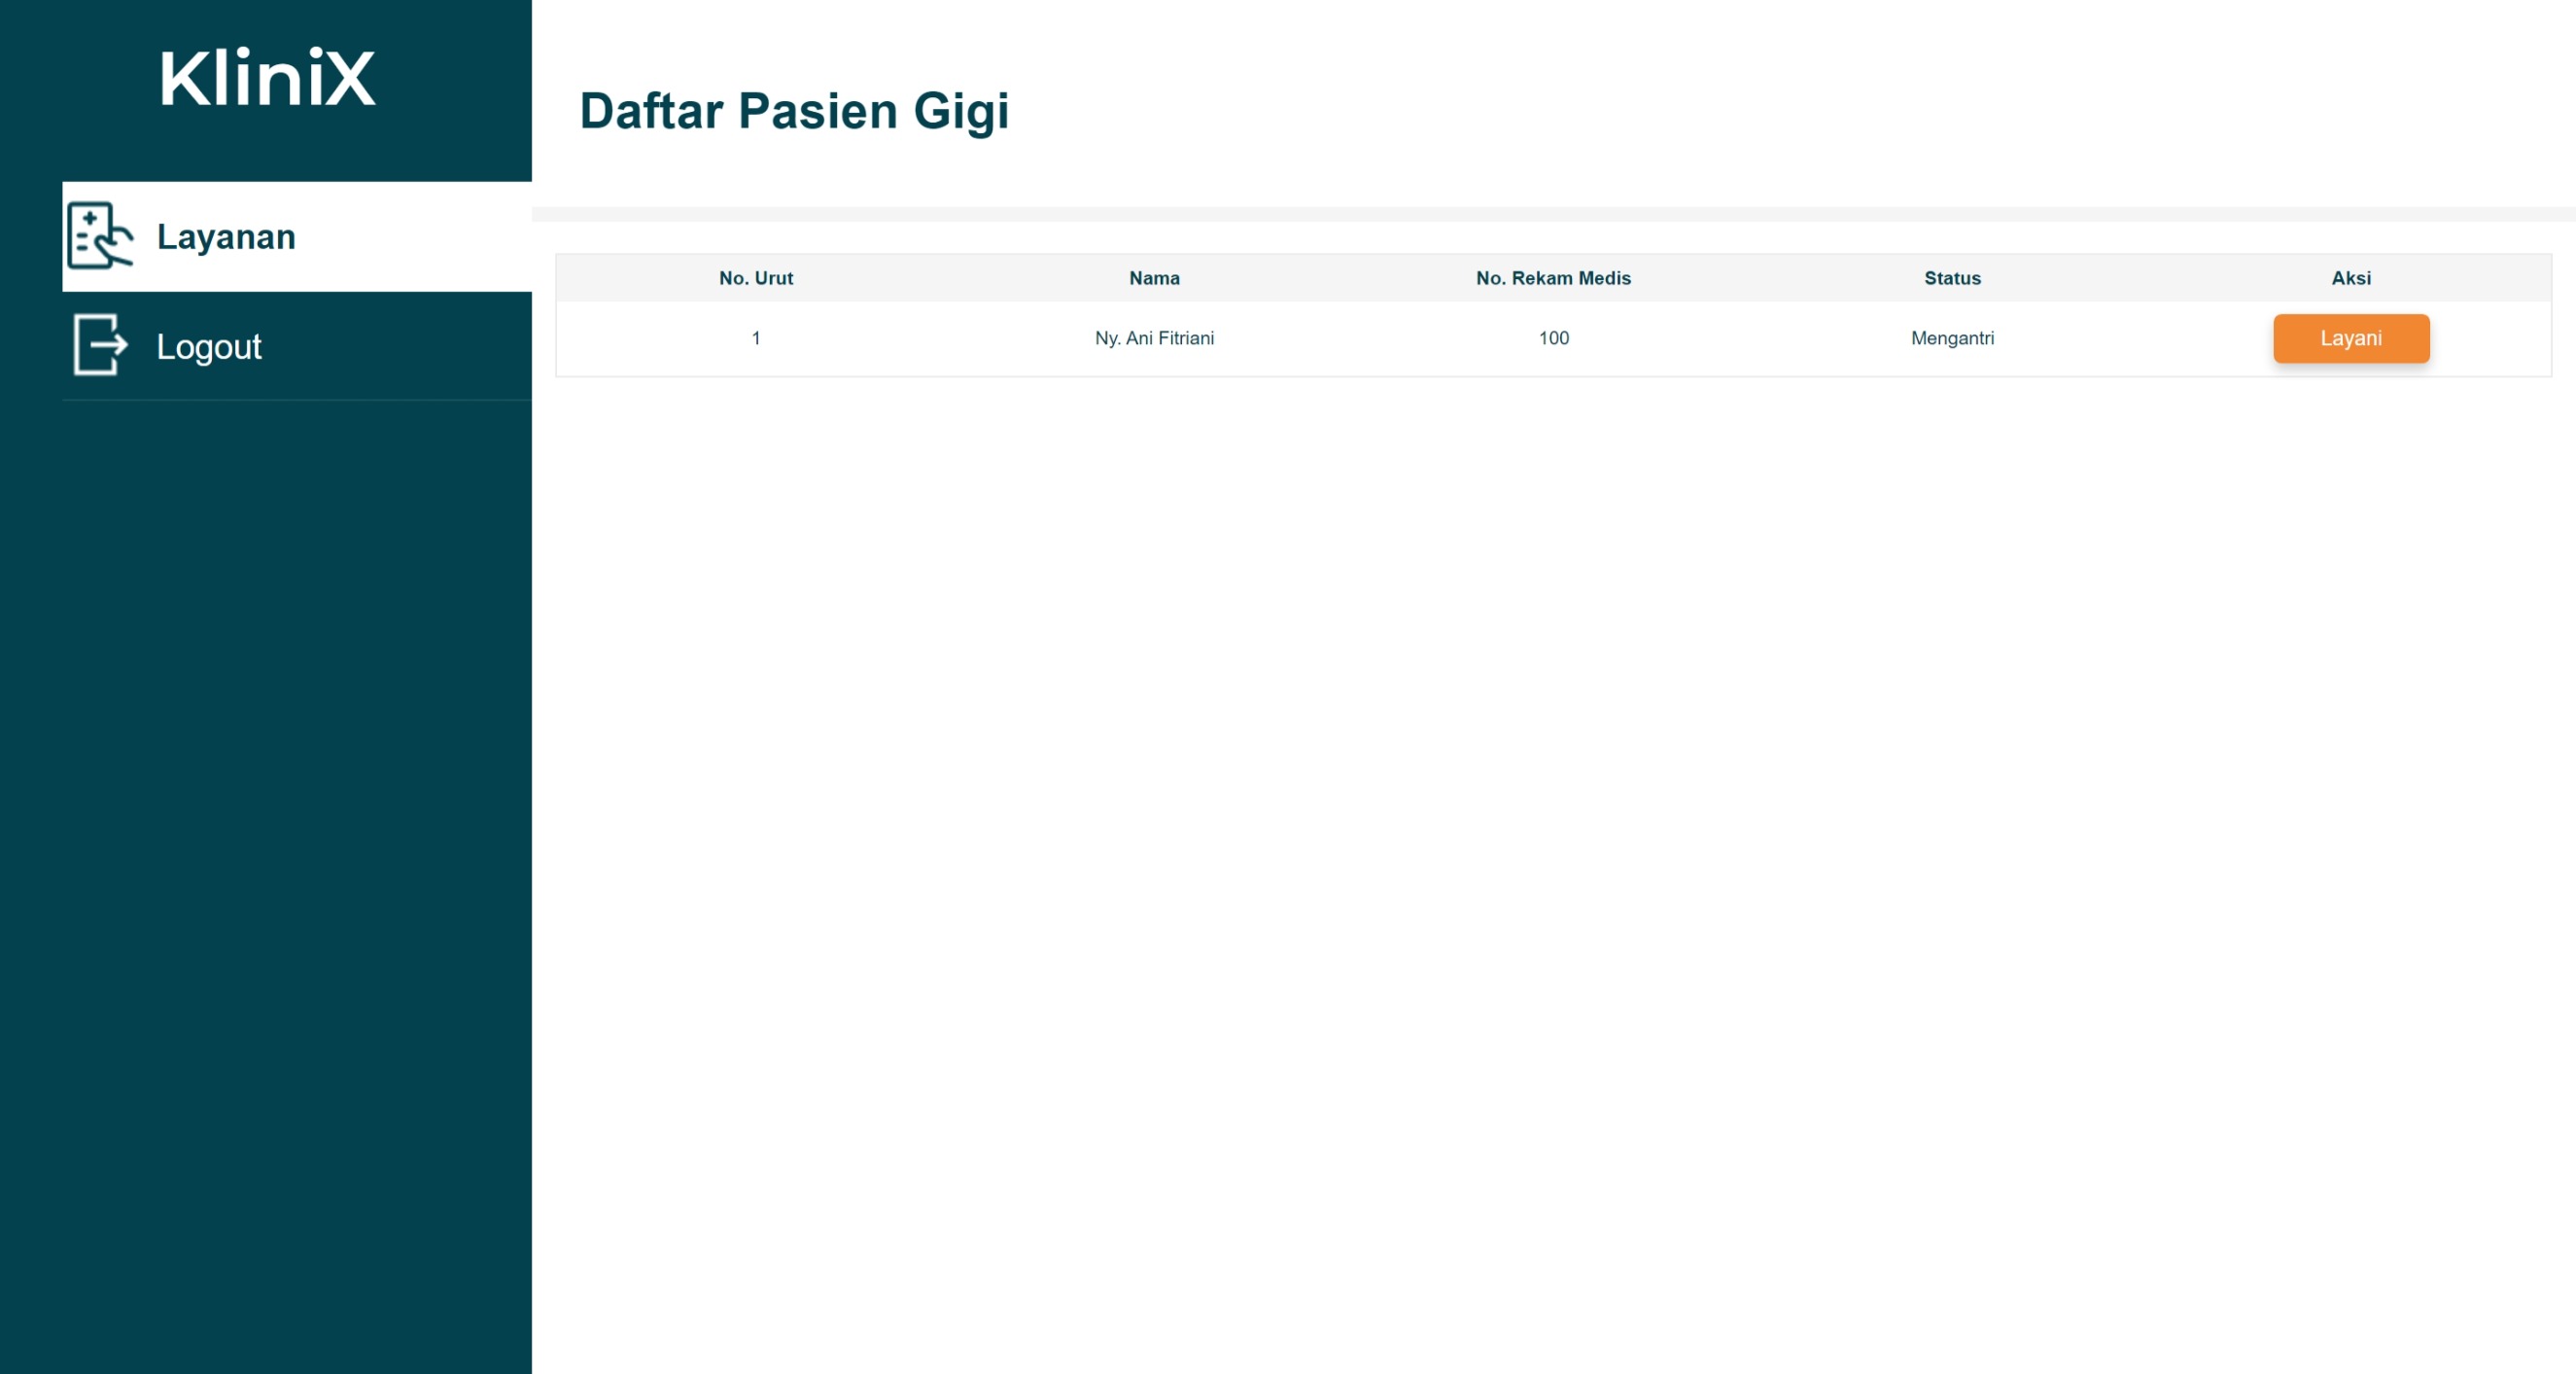 KliniX
Layanan
Logout
Daftar Pasien Gigi
No. Urut Nama No. Rekam Medis Status Aksi
1 Ny. Ani Fitriani 100 Mengantri Layani